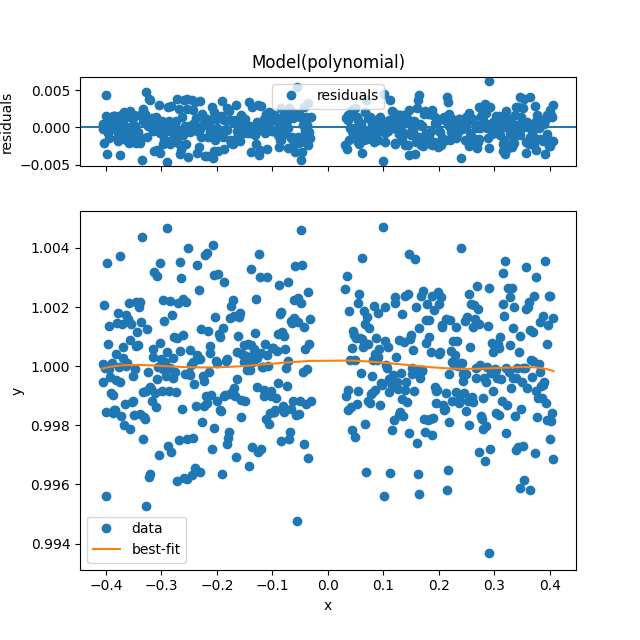 Model(polynomial)
residuals
0.005
0.000
−0.005
residuals
y
1.004
1.002
1.000
0.998
0.996
0.994
data
best-fit
−0.4 −0.3 −0.2 −0.1 0.0 0.1 0.2 0.3 0.4
x